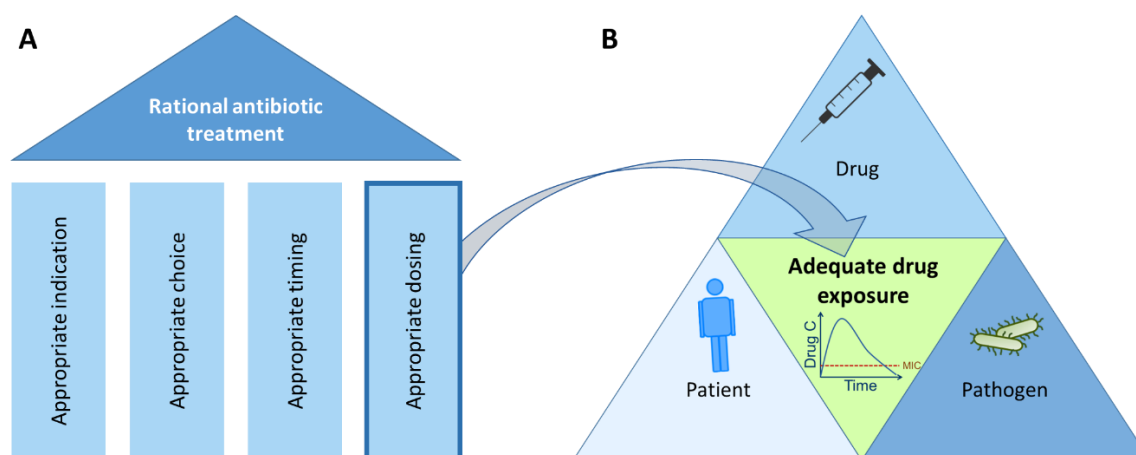 A
Rational antibiotic
treatment
Appropriate indication
Appropriate choice
Appropriate timing
Appropriate dosing
B
Drug
Adequate drug
exposure
Drug C
MIC
Time
Patient
Pathogen